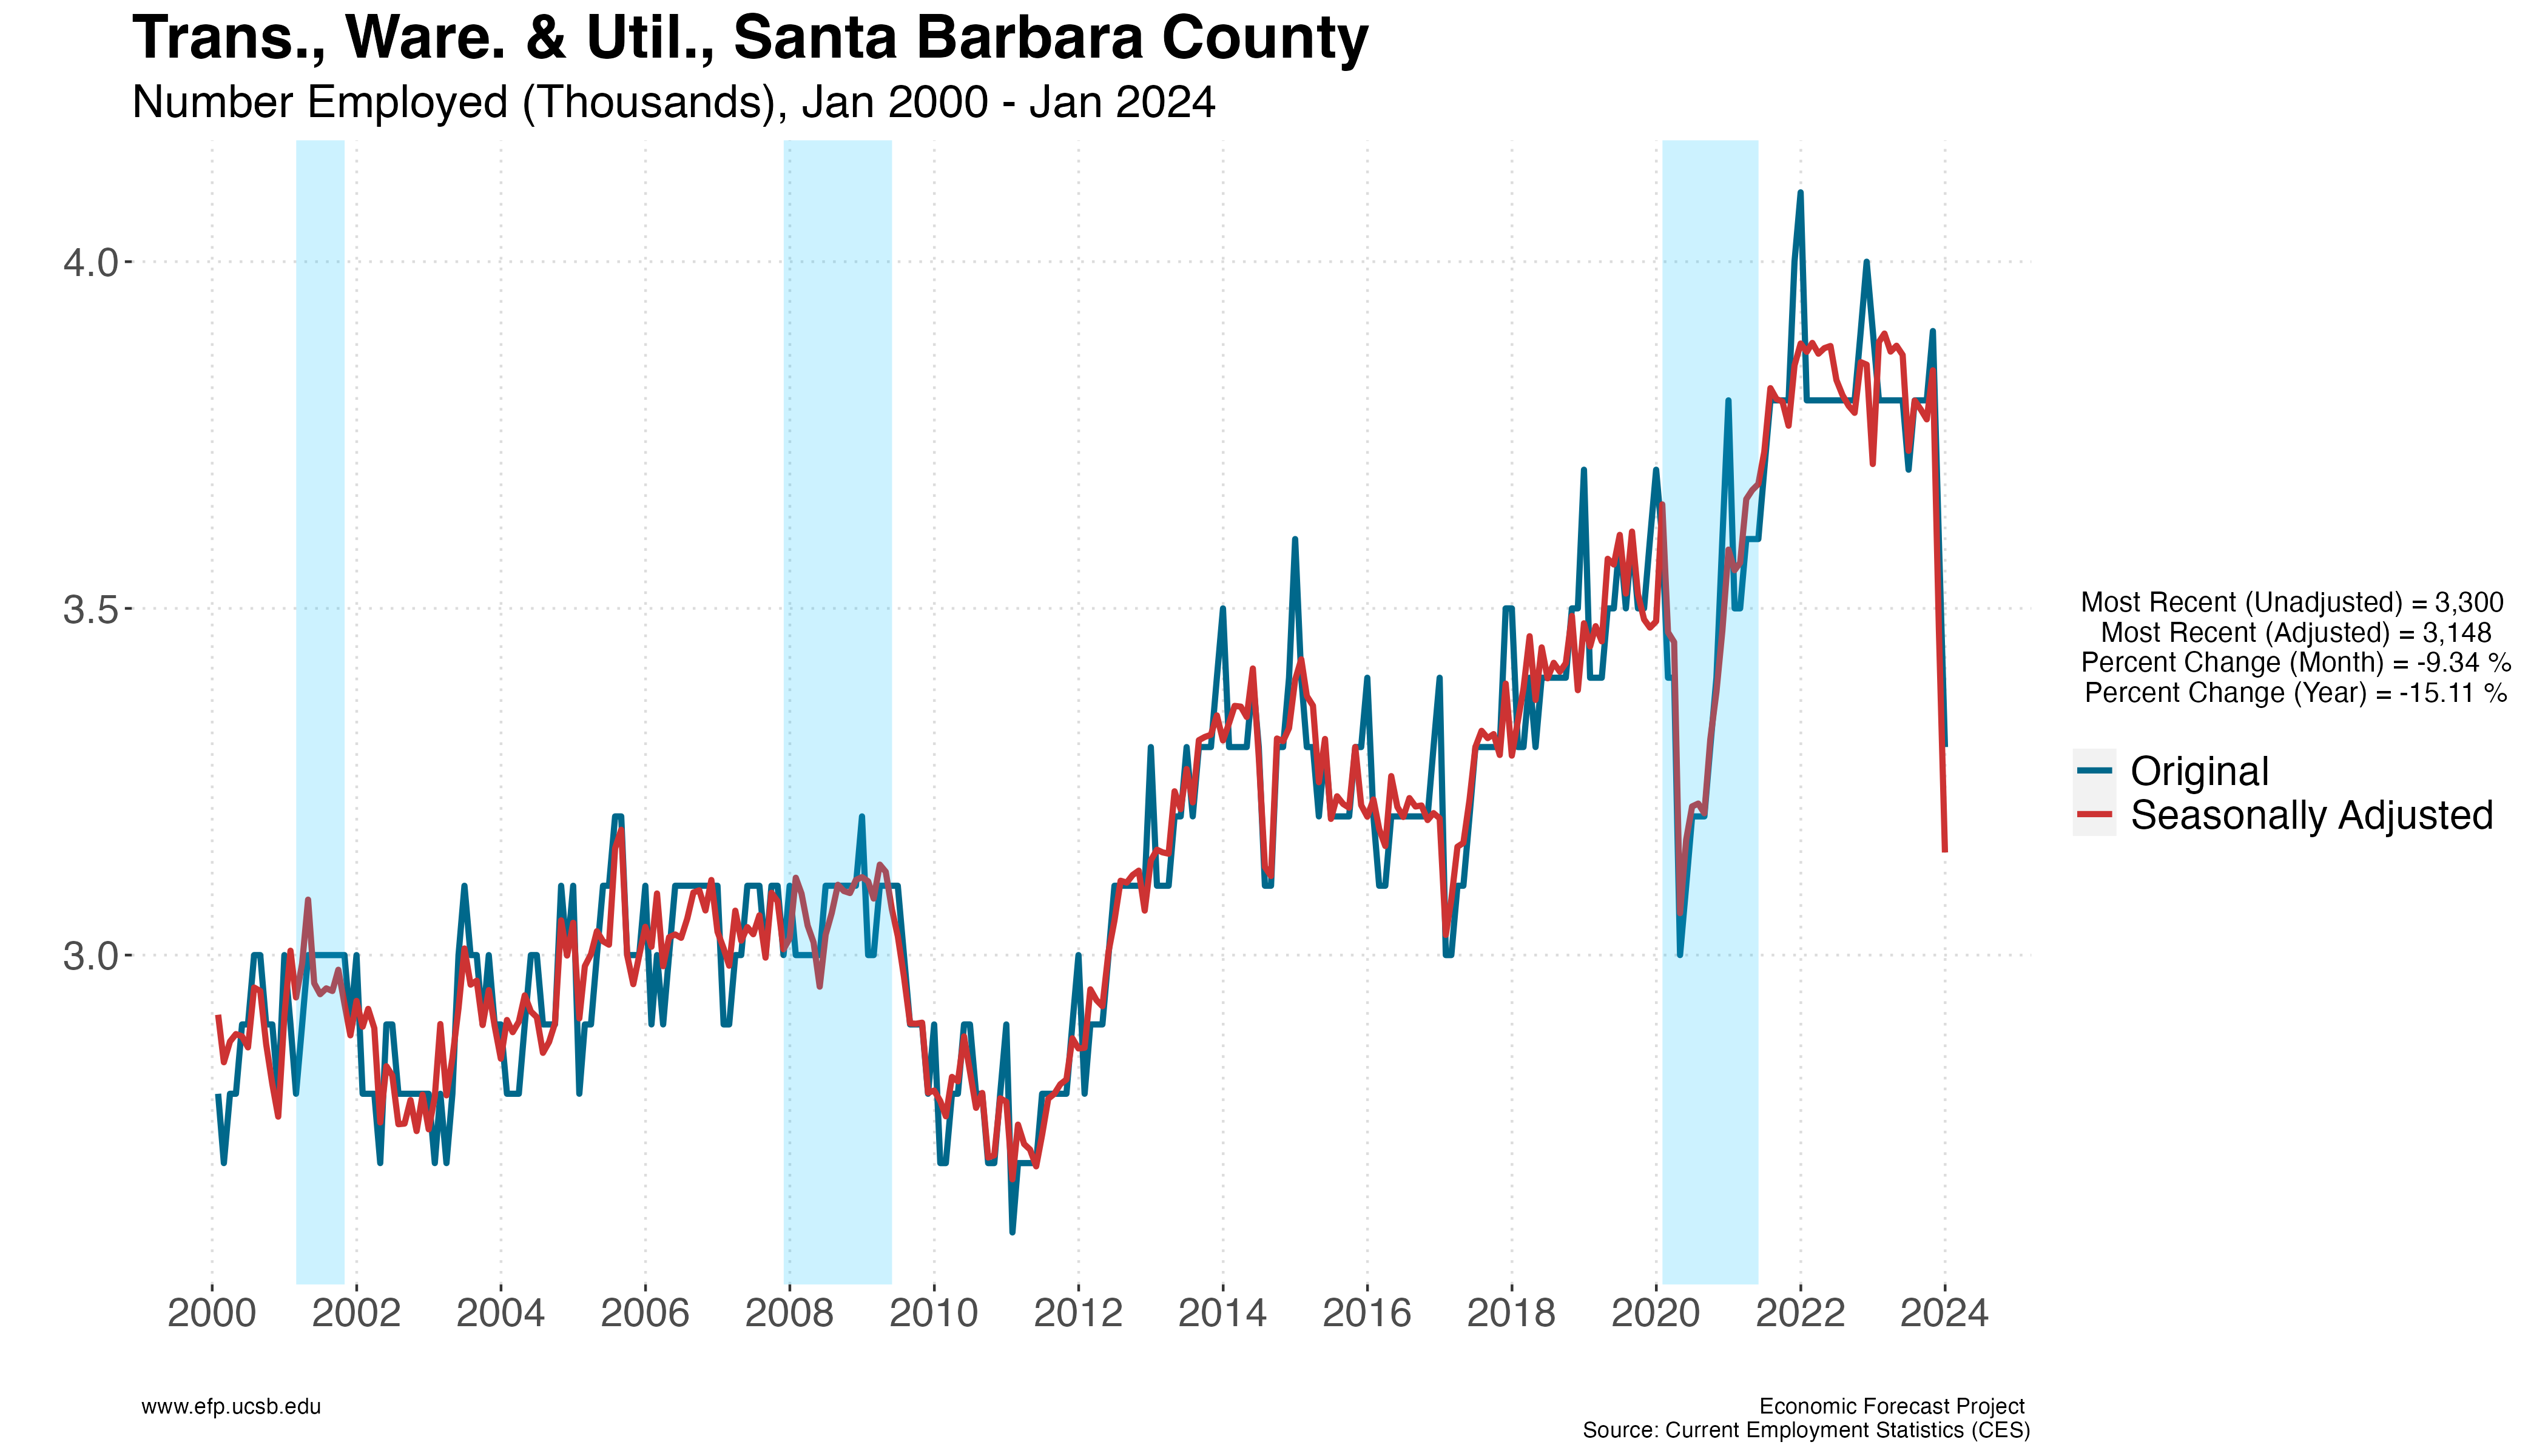 Trans., Ware. & Util., Santa Barbara County
Number Employed (Thousands), Jan 2000 - Jan 2024
4.0
3.5
3.0
2000 2002 2004 2006 2008 2010 2012 2014 2016 2018 2020 2022 2024
Most Recent (Unadjusted) = 3,300
Most Recent (Adjusted) = 3,148
Percent Change (Month) = -9.34 %
Percent Change (Year) = -15.11 %
Original
Seasonally Adjusted
www.efp.ucsb.edu
Economic Forecast Project
Source: Current Employment Statistics (CES)